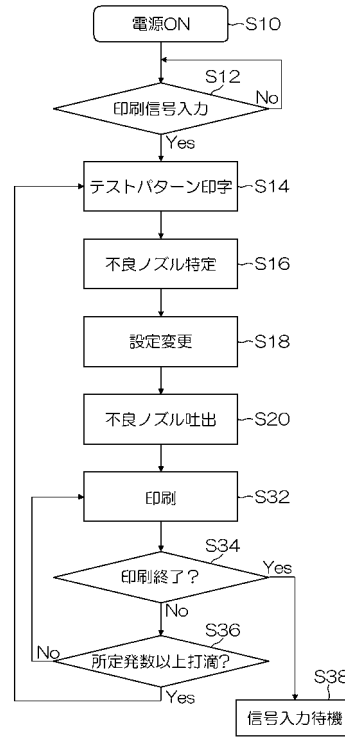 電源ON
S10
印刷信号入力
S12
No
Yes
テストパターン印字
S14
不良ノズル特定
S16
設定変更
S18
不良ノズル吐出
S20
印刷
S32
印刷終了?
S34
Yes
No
所定発数以上打滴?
S36
No
Yes
信号入力待機
S38